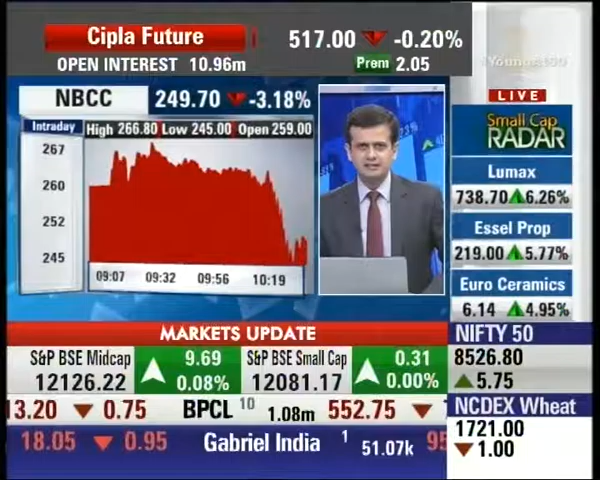 Cipla Future
517.00 -0.20%
OPEN INTEREST 10.96m
Prem 2.05
#Young@50
LIVE
NBCC 249.70 -3.18%
Intraday High 266.80 Low 245.00 Open 259.00
267
260
252
245
09:07 09:32 09:56 10:19
Small Cap
RADAR
Lumax
738.70 6.26%
Essel Prop
219.00 5.77%
Euro Ceramics
6.14 4.95%
MARKETS UPDATE
S&P BSE Midcap 9.69
12126.22 0.08%
S&P BSE Small Cap 0.31
12081.17 0.00%
NIFTY 50
8526.80
5.75
13.20 0.75 BPCL 10 1.08m 552.75
18.05 0.95 Gabriel India 1 51.07k 95
NCDEX Wheat
1721.00
1.00